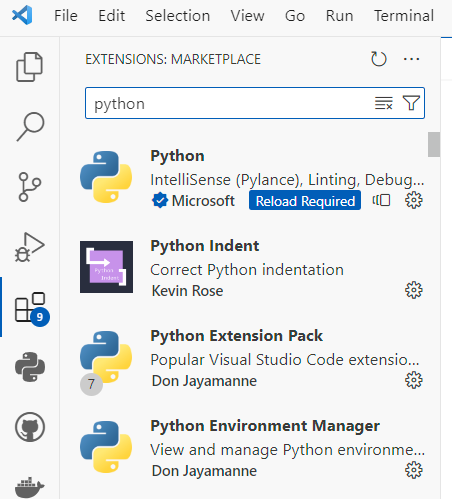 File Edit Selection View Go Run Terminal
EXTENSIONS: MARKETPLACE
python
Python
IntelliSense (Pylance), Linting, Debug...
Microsoft Reload Required
Python Indent
Correct Python indentation
Kevin Rose
Python Extension Pack
Popular Visual Studio Code extensio...
7 Don Jayamanne
Python Environment Manager
View and manage Python environme...
Don Jayamanne
9
Python
Indent